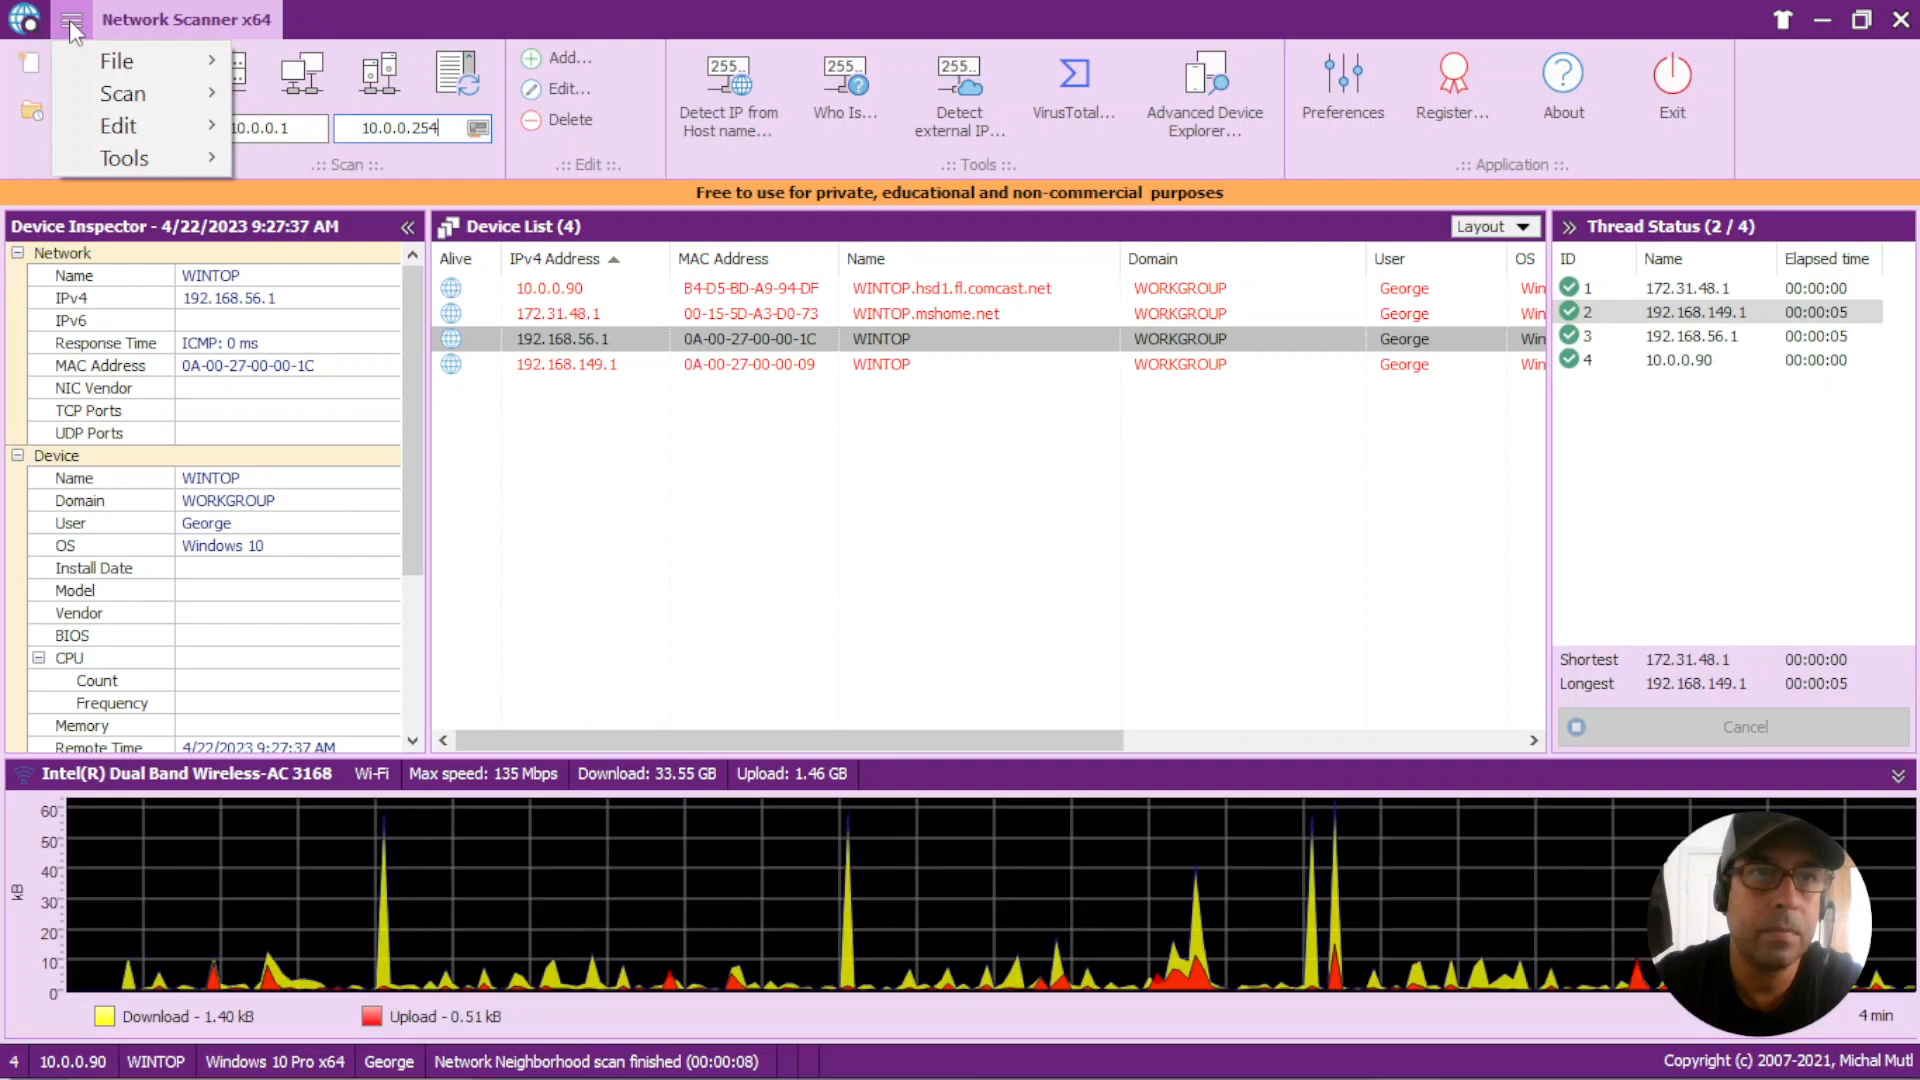 Network Scanner x64
File
Scan
Edit
Tools
10.0.0.1
10.0.0.254
.:: Scan ::.
Add...
Edit...
Delete
.:: Edit ::.
255..
Detect IP from
Host name...
255..
Who Is...
255..
Detect
external IP...
VirusTotal...
Advanced Device
Explorer...
.:: Tools ::.
Preferences
Register...
About
Exit
.:: Application ::.
Free to use for private, educational and non-commercial purposes
Device Inspector - 4/22/2023 9:27:37 AM
Network
Name WINTOP
IPv4 192.168.56.1
IPv6
Response Time ICMP: 0 ms
MAC Address 0A-00-27-00-00-1C
NIC Vendor
TCP Ports
UDP Ports
Device
Name WINTOP
Domain WORKGROUP
User George
OS Windows 10
Install Date
Model
Vendor
BIOS
CPU
Count
Frequency
Memory
Remote Time 4/22/2023 9:27:37 AM
Device List (4)
Layout
Alive IPv4 Address MAC Address Name Domain User OS
10.0.0.90 B4-D5-BD-A9-94-DF WINTOP.hsd1.fl.comcast.net WORKGROUP George Win
172.31.48.1 00-15-5D-A3-D0-73 WINTOP.mshome.net WORKGROUP George Win
192.168.56.1 0A-00-27-00-00-1C WINTOP WORKGROUP George Win
192.168.149.1 0A-00-27-00-00-09 WINTOP WORKGROUP George Win
Thread Status (2 / 4)
ID Name Elapsed time
1 172.31.48.1 00:00:00
2 192.168.149.1 00:00:05
3 192.168.56.1 00:00:05
4 10.0.0.90 00:00:00
Shortest 172.31.48.1 00:00:00
Longest 192.168.149.1 00:00:05
Cancel
Intel(R) Dual Band Wireless-AC 3168 Wi-Fi Max speed: 135 Mbps Download: 33.55 GB Upload: 1.46 GB
60
50
40
30
20
10
0
kB
Download - 1.40 kB
Upload - 0.51 kB
4 min
4 10.0.0.90 WINTOP Windows 10 Pro x64 George Network Neighborhood scan finished (00:00:08)
Copyright (c) 2007-2021, Michal Mutl